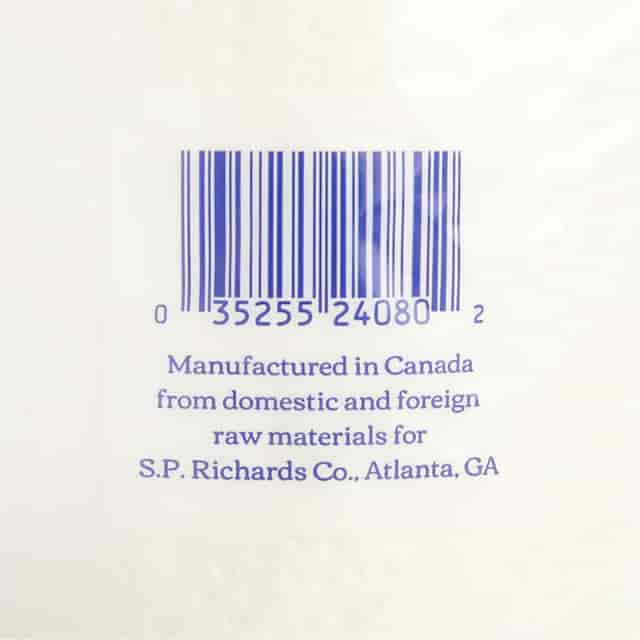 0 35255 24080 2
Manufactured in Canada
from domestic and foreign
raw materials for
S.P. Richards Co., Atlanta, GA